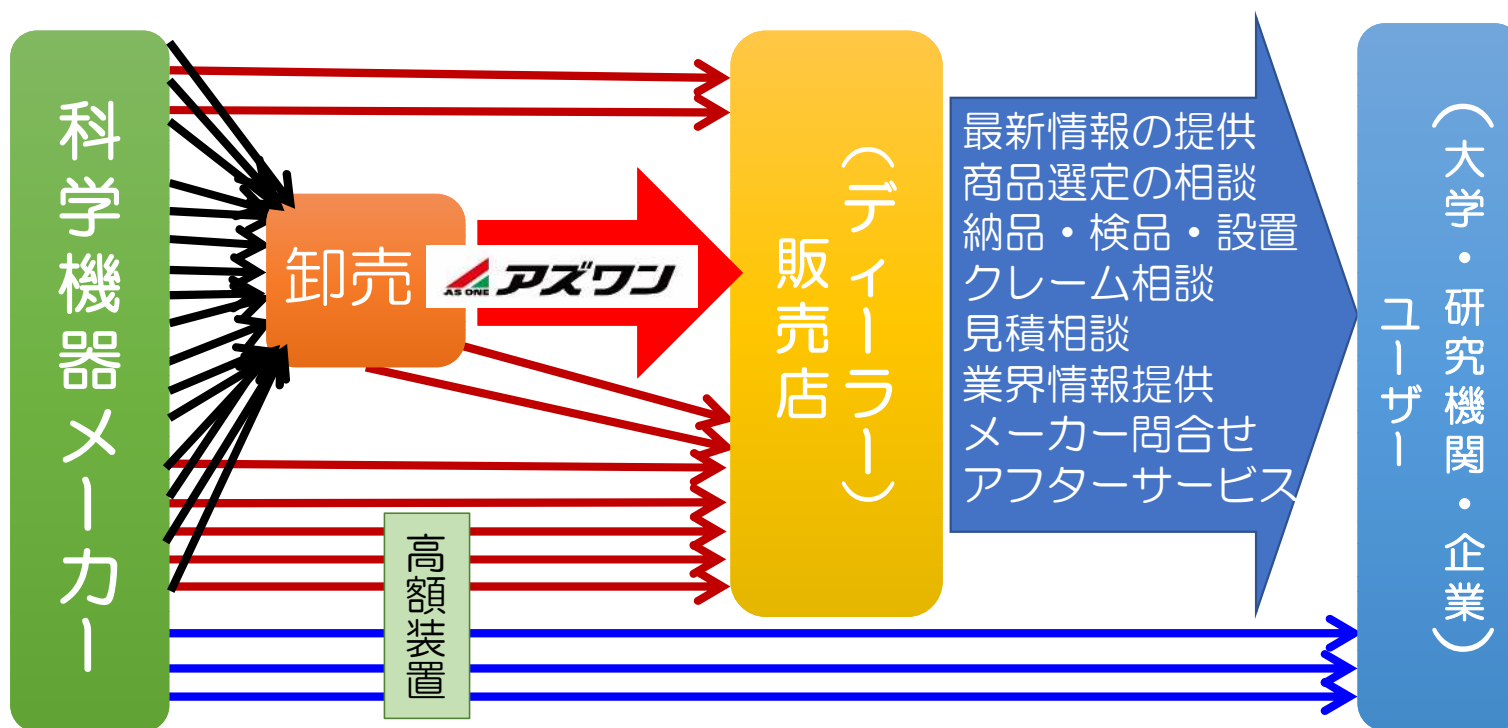 科学機器メーカー
卸売
AS ONE アズワン
高額装置
販売店
（ディーラー）
最新情報の提供
商品選定の相談
納品・検品・設置
クレーム相談
見積相談
業界情報提供
メーカー問合せ
アフターサービス
（大学・研究機関・企業）
ユーザー